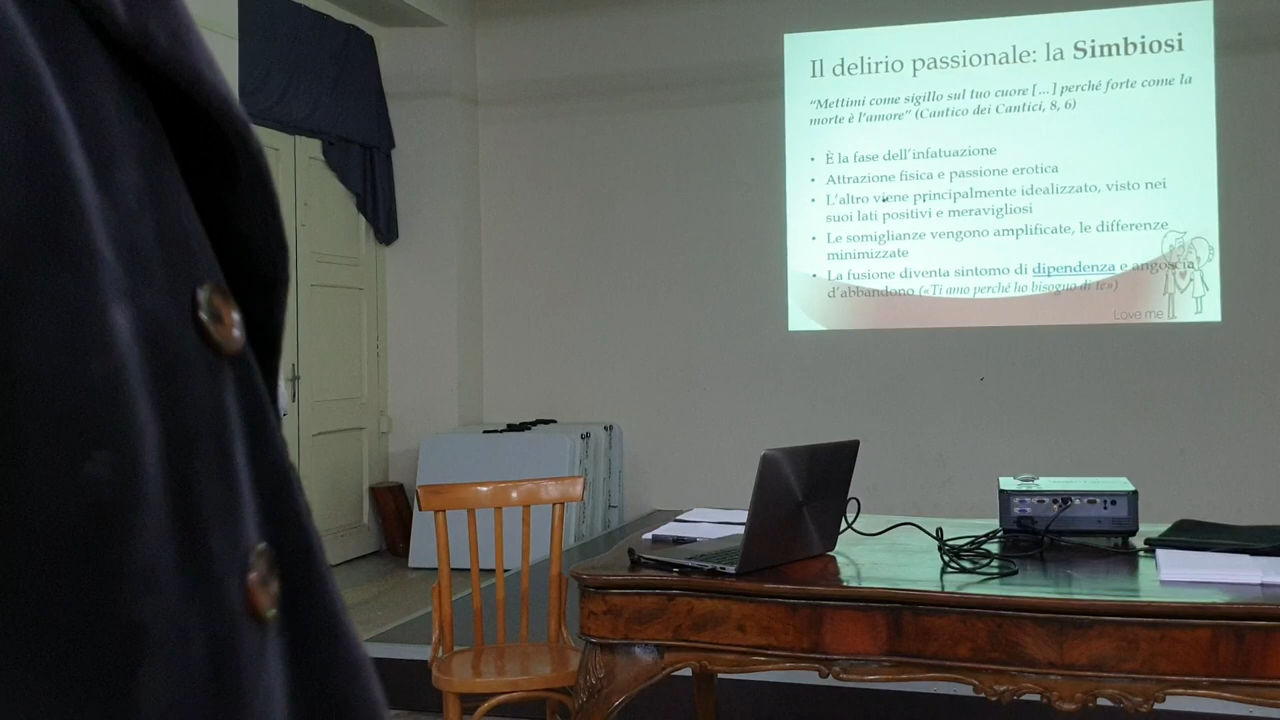 Il delirio passionale: la Simbiosi
“Mettimi come sigillo sul tuo cuore [...] perché forte come la
morte è l’amore” (Cantico dei Cantici, 8, 6)
• È la fase dell’infatuazione
• Attrazione fisica e passione erotica
• L’altro viene principalmente idealizzato, visto nei
suoi lati positivi e meravigliosi
• Le somiglianze vengono amplificate, le differenze
minimizzate
• La fusione diventa sintomo di dipendenza e angoscia
d’abbandono («Ti amo perché ho bisogno di te»)
Love me